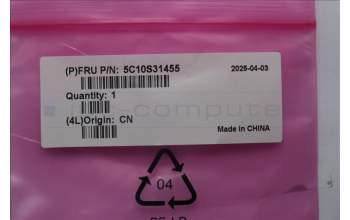 (P)FRU P/N: 5C10S31455
2025-04-03
Quantity: 1
(4L)Origin: CN
Made in CHINA
04